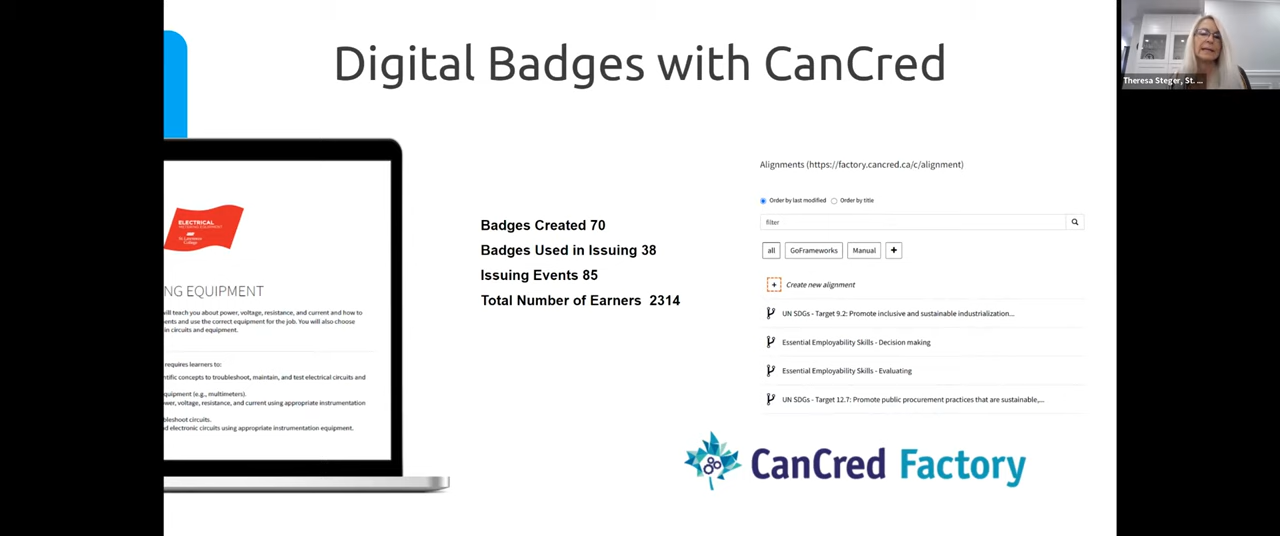 Digital Badges with CanCred
Theresa Steger, St. ...
ELECTRICAL
St. Lawrence
College
NG EQUIPMENT
ill teach you about power, voltage, resistance, and current and how to
ents and use the correct equipment for the job. You will also choose
in circuits and equipment.
requires learners to:
ntific concepts to troubleshoot, maintain, and test electrical circuits and
quipment (e.g., multimeters).
wer, voltage, resistance, and current using appropriate instrumentation
bleshoot circuits.
d electronic circuits using appropriate instrumentation equipment.
Badges Created 70
Badges Used in Issuing 38
Issuing Events 85
Total Number of Earners 2314
Alignments (https://factory.cancred.ca/c/alignment)
Order by last modified Order by title
filter
all GoFrameworks Manual +
+ Create new alignment
UN SDGs - Target 9.2: Promote inclusive and sustainable industrialization...
Essential Employability Skills - Decision making
Essential Employability Skills - Evaluating
UN SDGs - Target 12.7: Promote public procurement practices that are sustainable,...
CanCred Factory